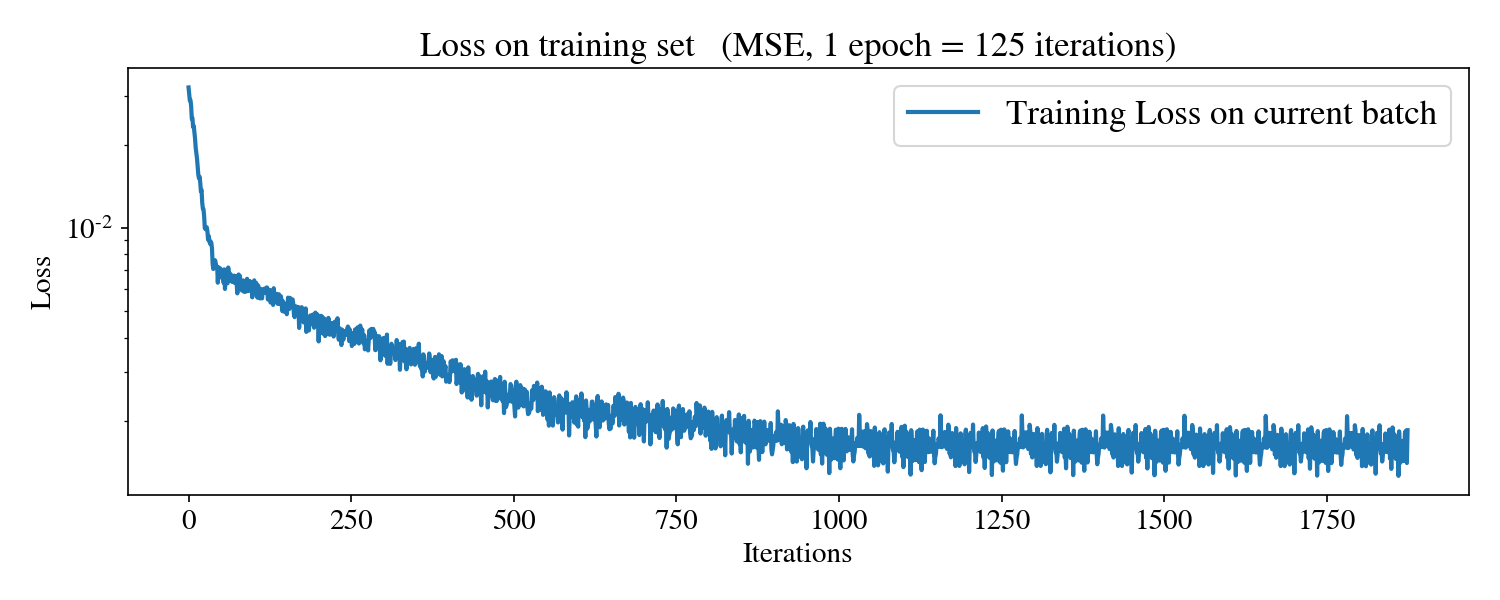 Loss on training set (MSE, 1 epoch = 125 iterations)
Training Loss on current batch
10-2
Loss
0 250 500 750 1000 1250 1500 1750
Iterations